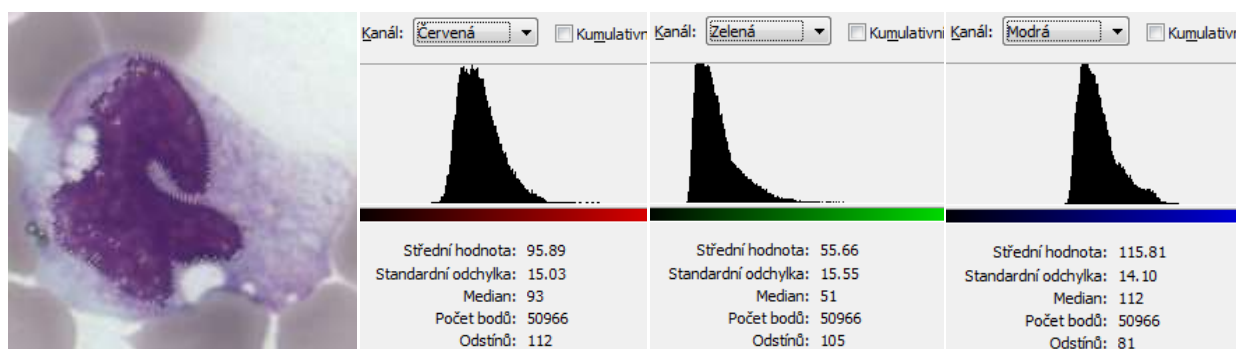 Kanál: Červená Kumulativn
Střední hodnota: 95.89
Standardní odchylka: 15.03
Median: 93
Počet bodů: 50966
Odstínů: 112
Kanál: Zelená Kumulativni
Střední hodnota: 55.66
Standardní odchylka: 15.55
Median: 51
Počet bodů: 50966
Odstínů: 105
Kanál: Modrá Kumulativ
Střední hodnota: 115.81
Standardní odchylka: 14.10
Median: 112
Počet bodů: 50966
Odstínů: 81